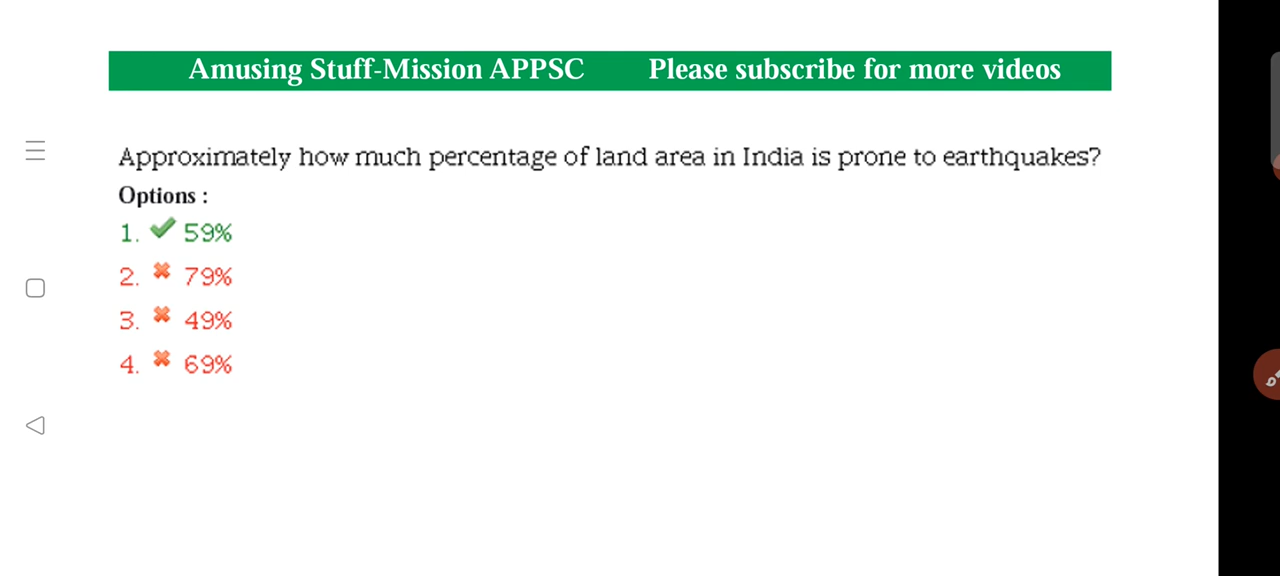 Amusing Stuff-Mission APPSC Please subscribe for more videos
Approximately how much percentage of land area in India is prone to earthquakes?
Options :
1. 59%
2. 79%
3. 49%
4. 69%